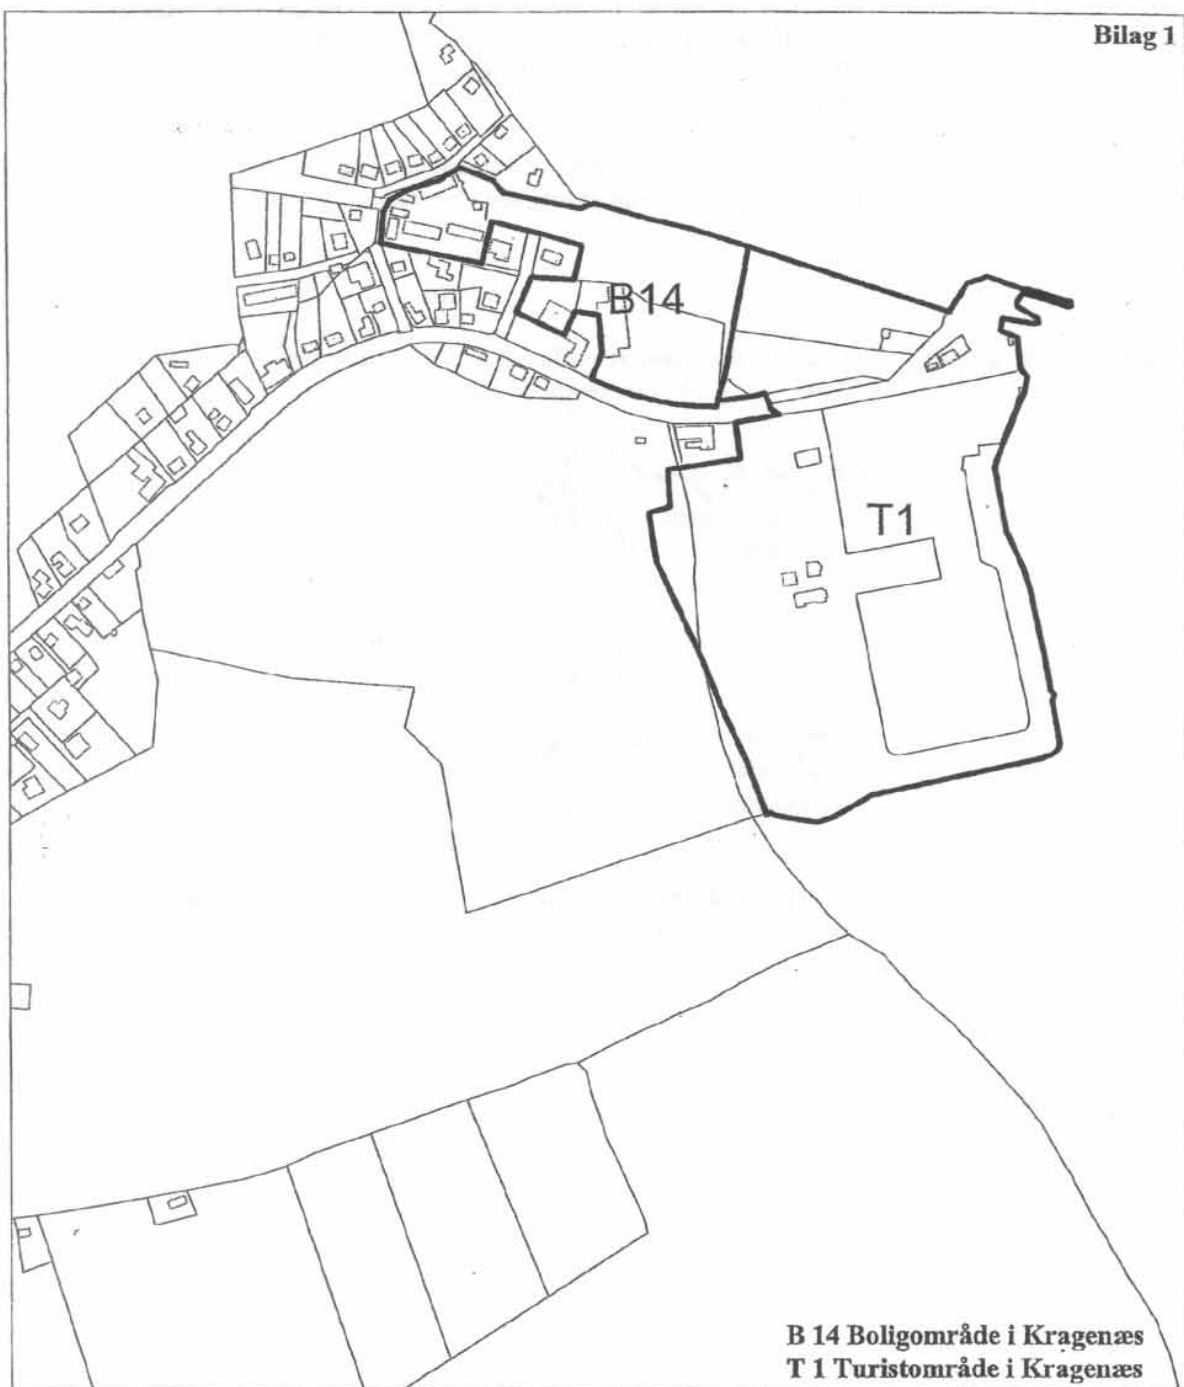 Bilag 1
B14
T1
B 14 Boligområde i Kragenæs
T 1 Turistområde i Kragenæs